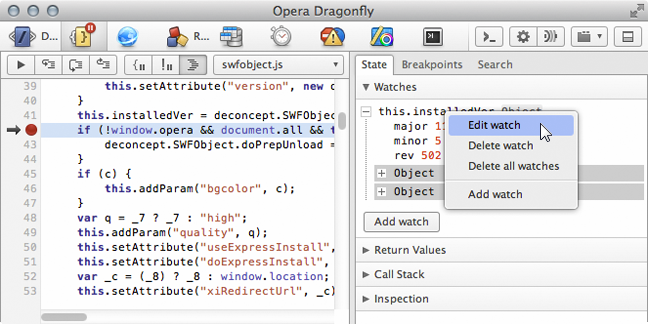 Opera Dragonfly
D...
R...
swfobject.js
State
Breakpoints
Search
39 this.setAttribute("version", new d
40 }
41 this.installedVer = deconcept.SWFObjec
42 if (!window.opera && document.all && t
43 deconcept.SWFObject.doPrepUnload =
44 }
45 if (c) {
46 this.addParam("bgcolor", c);
47 }
48 var q = _7 ? _7 : "high";
49 this.addParam("quality", q);
50 this.setAttribute("useExpressInstall",
51 this.setAttribute("doExpressInstall",
52 var _c = (_8) ? _8 : window.location;
53 this.setAttribute("xiRedirectUrl", _c)
Watches
this.installedVer Object
major 11
minor 5
rev 502
Object
Object
Edit watch
Delete watch
Delete all watches
Add watch
Add watch
Return Values
Call Stack
Inspection